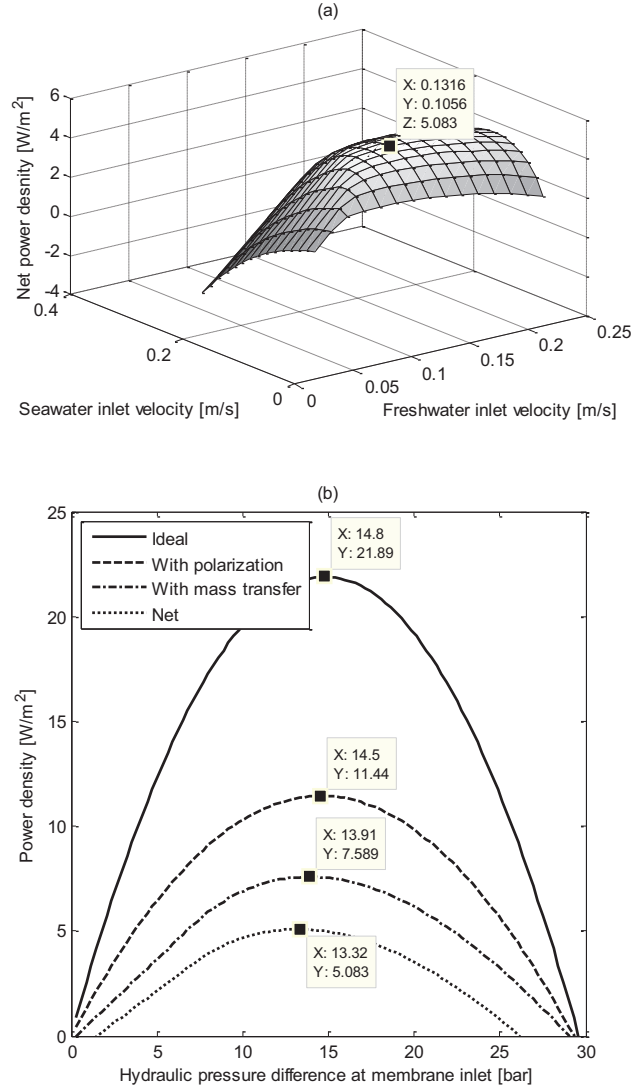 (a)
6
4
2
0
-2
-4
Net power desnity [W/m²]
X: 0.1316
Y: 0.1056
Z: 5.083
0.4
0.2
0
0
0.05
0.1
0.15
0.2
0.25
Seawater inlet velocity [m/s]
Freshwater inlet velocity [m/s]
(b)
25
20
15
10
5
0
Power density [W/m²]
Ideal
With polarization
With mass transfer
Net
X: 14.8
Y: 21.89
X: 14.5
Y: 11.44
X: 13.91
Y: 7.589
X: 13.32
Y: 5.083
0 5 10 15 20 25 30
Hydraulic pressure difference at membrane inlet [bar]